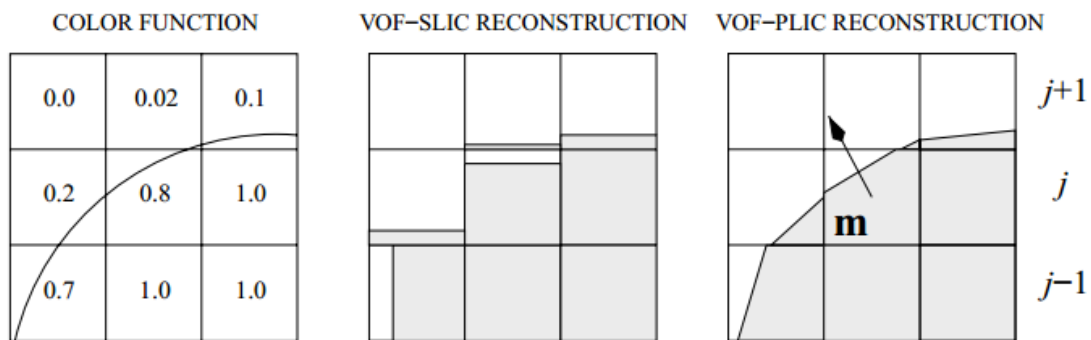 COLOR FUNCTION VOF−SLIC RECONSTRUCTION VOF−PLIC RECONSTRUCTION
0.0 0.02 0.1 j+1
0.2 0.8 1.0 j
m
0.7 1.0 1.0 j−1